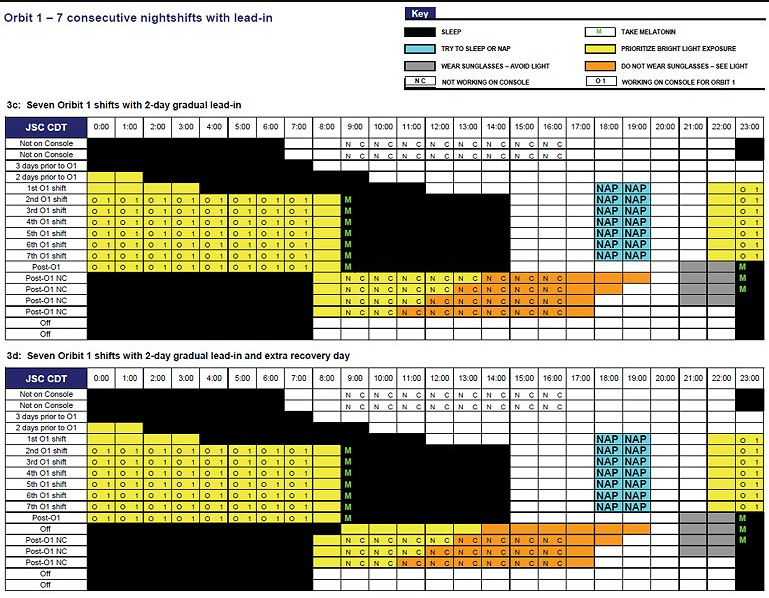 Orbit 1 – 7 consecutive nightshifts with lead-in
Key
SLEEP
M TAKE MELATONIN
TRY TO SLEEP OR NAP
PRIORITIZE BRIGHT LIGHT EXPOSURE
WEAR SUNGLASSES – AVOID LIGHT
DO NOT WEAR SUNGLASSES – SEE LIGHT
N C NOT WORKING ON CONSOLE
O 1 WORKING ON CONSOLE FOR ORBIT 1
3c: Seven Oribit 1 shifts with 2-day gradual lead-in
JSC CDT 0:00 1:00 2:00 3:00 4:00 5:00 6:00 7:00 8:00 9:00 10:00 11:00 12:00 13:00 14:00 15:00 16:00 17:00 18:00 19:00 20:00 21:00 22:00 23:00
Not on Console N C N C N C N C N C N C N C N C
Not on Console N C N C N C N C N C N C N C N C
3 days prior to O1
2 days prior to O1
1st O1 shift NAP NAP O 1
2nd O1 shift O 1 O 1 O 1 O 1 O 1 O 1 O 1 O 1 M NAP NAP O 1
3rd O1 shift O 1 O 1 O 1 O 1 O 1 O 1 O 1 O 1 M NAP NAP O 1
4th O1 shift O 1 O 1 O 1 O 1 O 1 O 1 O 1 O 1 M NAP NAP O 1
5th O1 shift O 1 O 1 O 1 O 1 O 1 O 1 O 1 O 1 M NAP NAP O 1
6th O1 shift O 1 O 1 O 1 O 1 O 1 O 1 O 1 O 1 M NAP NAP O 1
7th O1 shift O 1 O 1 O 1 O 1 O 1 O 1 O 1 O 1 M NAP NAP O 1
Post-O1 O 1 O 1 O 1 O 1 O 1 O 1 O 1 O 1 M M
Post-O1 NC N C N C N C N C N C N C N C N C M
Post-O1 NC N C N C N C N C N C N C N C N C M
Post-O1 NC N C N C N C N C N C N C N C N C
Post-O1 NC N C N C N C N C N C N C N C N C
Off
Off
3d: Seven Oribit 1 shifts with 2-day gradual lead-in and extra recovery day
JSC CDT 0:00 1:00 2:00 3:00 4:00 5:00 6:00 7:00 8:00 9:00 10:00 11:00 12:00 13:00 14:00 15:00 16:00 17:00 18:00 19:00 20:00 21:00 22:00 23:00
Not on Console N C N C N C N C N C N C N C N C
Not on Console N C N C N C N C N C N C N C N C
3 days prior to O1
2 days prior to O1
1st O1 shift NAP NAP O 1
2nd O1 shift O 1 O 1 O 1 O 1 O 1 O 1 O 1 O 1 M NAP NAP O 1
3rd O1 shift O 1 O 1 O 1 O 1 O 1 O 1 O 1 O 1 M NAP NAP O 1
4th O1 shift O 1 O 1 O 1 O 1 O 1 O 1 O 1 O 1 M NAP NAP O 1
5th O1 shift O 1 O 1 O 1 O 1 O 1 O 1 O 1 O 1 M NAP NAP O 1
6th O1 shift O 1 O 1 O 1 O 1 O 1 O 1 O 1 O 1 M NAP NAP O 1
7th O1 shift O 1 O 1 O 1 O 1 O 1 O 1 O 1 O 1 M NAP NAP O 1
Post-O1 O 1 O 1 O 1 O 1 O 1 O 1 O 1 O 1 M M
Off M
Post-O1 NC N C N C N C N C N C N C N C N C M
Post-O1 NC N C N C N C N C N C N C N C N C
Post-O1 NC N C N C N C N C N C N C N C N C
Off
Off